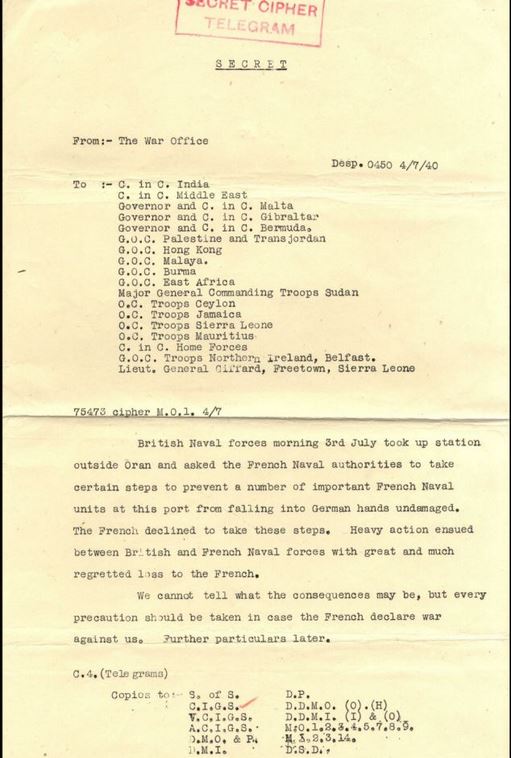 SECRET CIPHER
TELEGRAM
SECRET
From:- The War Office
Desp. 0450 4/7/40
To :- C. in C. India
C. in C. Middle East
Governor and C. in C. Malta
Governor and C. in C. Gibraltar
Governor and C. in C. Bermuda.
G.O.C. Palestine and Transjordan
G.O.C. Hong Kong
G.O.C. Malaya.
G.O.C. Burma
G.O.C. East Africa
Major General Commanding Troops Sudan
O.C. Troops Ceylon
O.C. Troops Jamaica
O.C. Troops Sierra Leone
O.C. Troops Mauritius
C. in C. Home Forces
G.O.C. Troops Northern Ireland, Belfast.
Lieut. General Giffard, Freetown, Sierra Leone
75473 cipher M.O.1. 4/7
British Naval forces morning 3rd July took up station
outside Oran and asked the French Naval authorities to take
certain steps to prevent a number of important French Naval
units at this port from falling into German hands undamaged.
The French declined to take these steps. Heavy action ensued
between British and French Naval forces with great and much
regretted loss to the French.
We cannot tell what the consequences may be, but every
precaution should be taken in case the French declare war
against us. Further particulars later.
C.4.(Telegrams)
Copies to:- S. of S. D.P.
C.I.G.S. D.D.M.O. (O).(H)
V.C.I.G.S. D.D.M.I. (I) & (O)
A.C.I.G.S. M.O.1.2.3.4.5.7.8.9.
D.M.O. & P. M.I.2.3.14.
D.M.I. D.S.D.